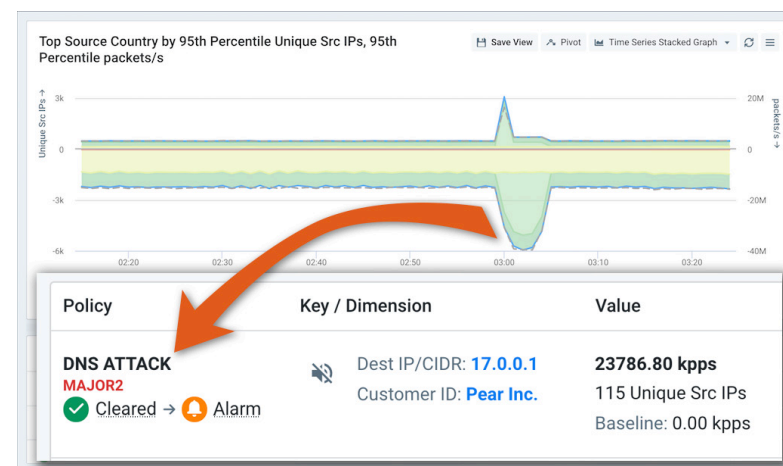 Top Source Country by 95th Percentile Unique Src IPs, 95th
Percentile packets/s
Save View Pivot Time Series Stacked Graph
Unique Src IPs →
packets/s →
3k 20M
0 0
-3k -20M
-6k -40M
02:20 02:30 02:40 02:50 03:00 03:10 03:20
Policy Key / Dimension Value
DNS ATTACK Dest IP/CIDR: 17.0.0.1 23786.80 kpps
MAJOR2 Customer ID: Pear Inc. 115 Unique Src IPs
Cleared → Alarm Baseline: 0.00 kpps